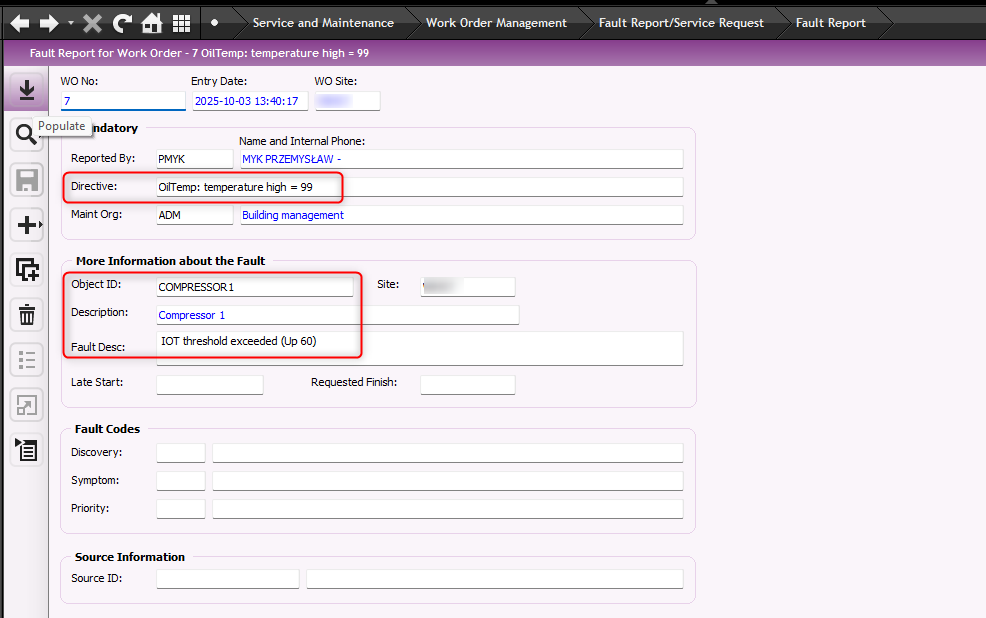 Service and Maintenance
Work Order Management
Fault Report/Service Request
Fault Report
Fault Report for Work Order - 7 OilTemp: temperature high = 99
WO No:
Entry Date:
WO Site:
7
2025-10-03 13:40:17
Populate
ndatory
Name and Internal Phone:
Reported By:
PMYK
MYK PRZEMYSŁAW -
Directive:
OilTemp: temperature high = 99
Maint Org:
ADM
Building management
More Information about the Fault
Object ID:
COMPRESSOR1
Site:
Description:
Compressor 1
Fault Desc:
IOT threshold exceeded (Up 60)
Late Start:
Requested Finish:
Fault Codes
Discovery:
Symptom:
Priority:
Source Information
Source ID: